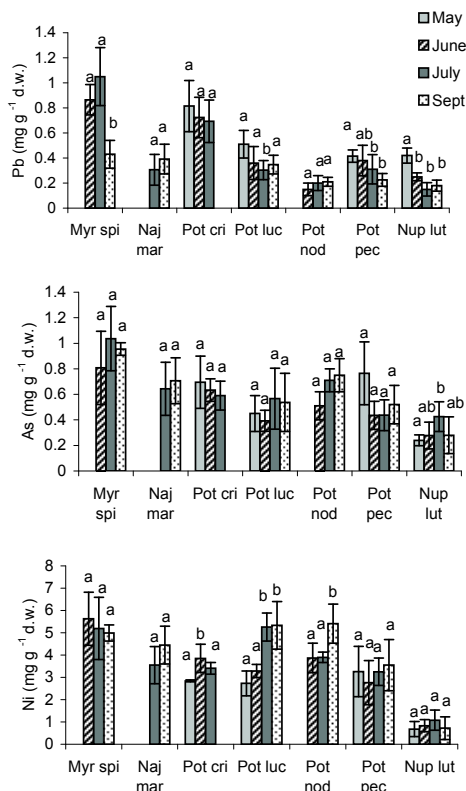 May
June
July
Sept
Pb (mg g -1 d.w.)
1.4
1.2
1
0.8
0.6
0.4
0.2
0
a a b
a a
a a a
a a b a
a a a
a ab b b
a b b b
Myr spi
Naj
mar
Pot cri
Pot luc
Pot
nod
Pot
pec
Nup lut
As (mg g -1 d.w.)
1.4
1.2
1
0.8
0.6
0.4
0.2
0
a a a
a a
a a a
a a a a
a a a
a a a a
a ab b ab
Myr
spi
Naj
mar
Pot cri
Pot luc
Pot
nod
Pot
pec
Nup
lut
Ni (mg g -1 d.w.)
8
7
6
5
4
3
2
1
0
a a a
a a
a b a
a a b b
a a b
a a a a
a a a a
Myr spi
Naj
mar
Pot cri
Pot luc
Pot
nod
Pot
pec
Nup lut